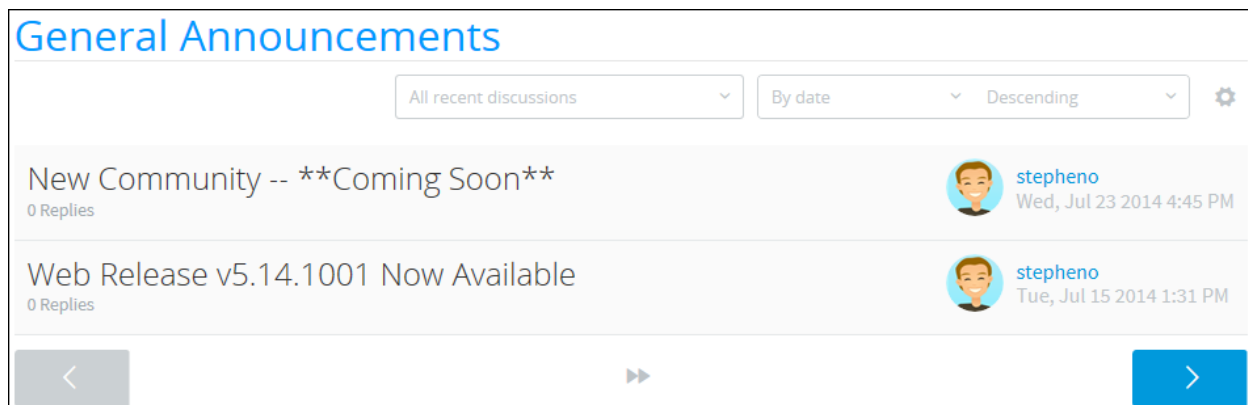 General Announcements
All recent discussions By date Descending
New Community -- **Coming Soon**
0 Replies
stepheno
Wed, Jul 23 2014 4:45 PM
Web Release v5.14.1001 Now Available
0 Replies
stepheno
Tue, Jul 15 2014 1:31 PM